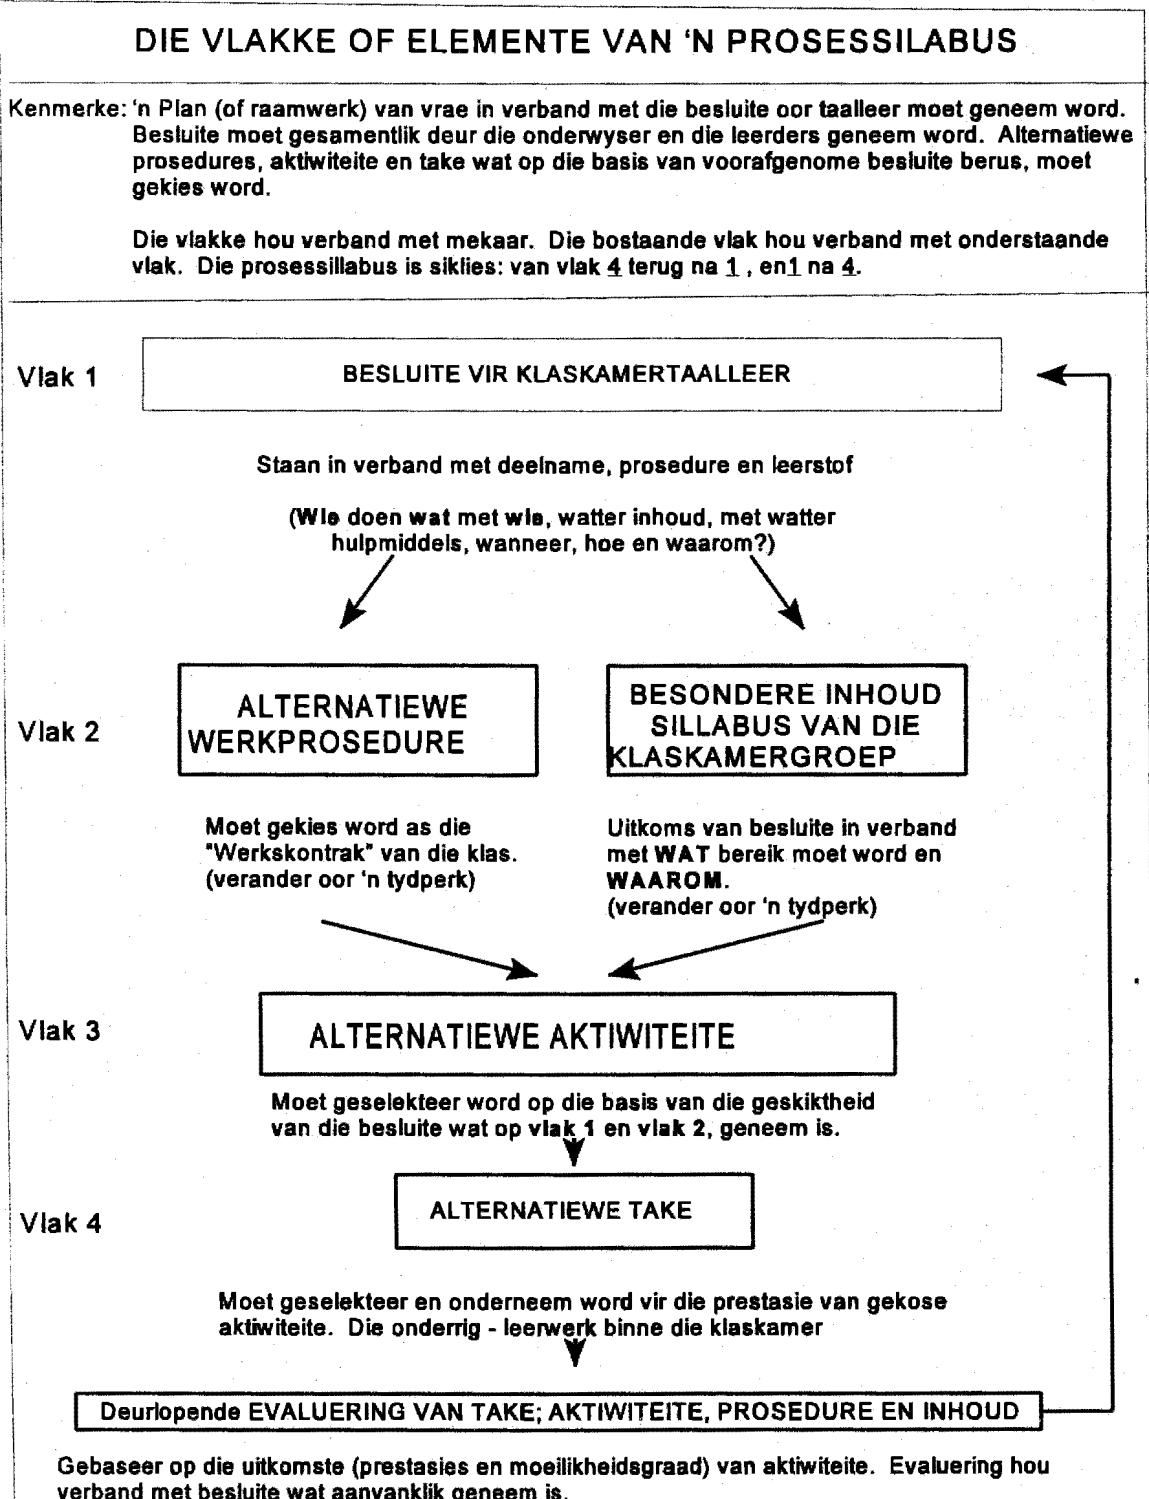 DIE VLAKKE OF ELEMENTE VAN 'N PROSESSILABUS
Kenmerke: 'n Plan (of raamwerk) van vrae in verband met die besluite oor taalleer moet geneem word.
Besluite moet gesamentlik deur die onderwyser en die leerders geneem word. Alternatiewe
prosedures, aktiwiteite en take wat op die basis van voorafgenome besluite berus, moet
gekies word.
Die vlakke hou verband met mekaar. Die bostaande vlak hou verband met onderstaande
vlak. Die prosessillabus is siklies: van vlak 4 terug na 1 , en1 na 4.
Vlak 1
BESLUITE VIR KLASKAMERTAALLEER
Staan in verband met deelname, prosedure en leerstof
(Wie doen wat met wie, watter inhoud, met watter
hulpmiddels, wanneer, hoe en waarom?)
Vlak 2
ALTERNATIEWE
WERKPROSEDURE
BESONDERE INHOUD
SILLABUS VAN DIE
KLASKAMERGROEP
Moet gekies word as die
"Werkskontrak" van die klas.
(verander oor 'n tydperk)
Uitkoms van besluite in verband
met WAT bereik moet word en
WAAROM.
(verander oor 'n tydperk)
Vlak 3
ALTERNATIEWE AKTIWITEITE
Moet geselekteer word op die basis van die geskiktheid
van die besluite wat op vlak 1 en vlak 2, geneem is.
Vlak 4
ALTERNATIEWE TAKE
Moet geselekteer en onderneem word vir die prestasie van gekose
aktiwiteite. Die onderrig - leerwerk binne die klaskamer
Deurlopende EVALUERING VAN TAKE; AKTIWITEITE, PROSEDURE EN INHOUD
Gebaseer op die uitkomste (prestasies en moeilikheidsgraad) van aktiwiteite. Evaluering hou
verband met besluite wat aanvanklik geneem is.